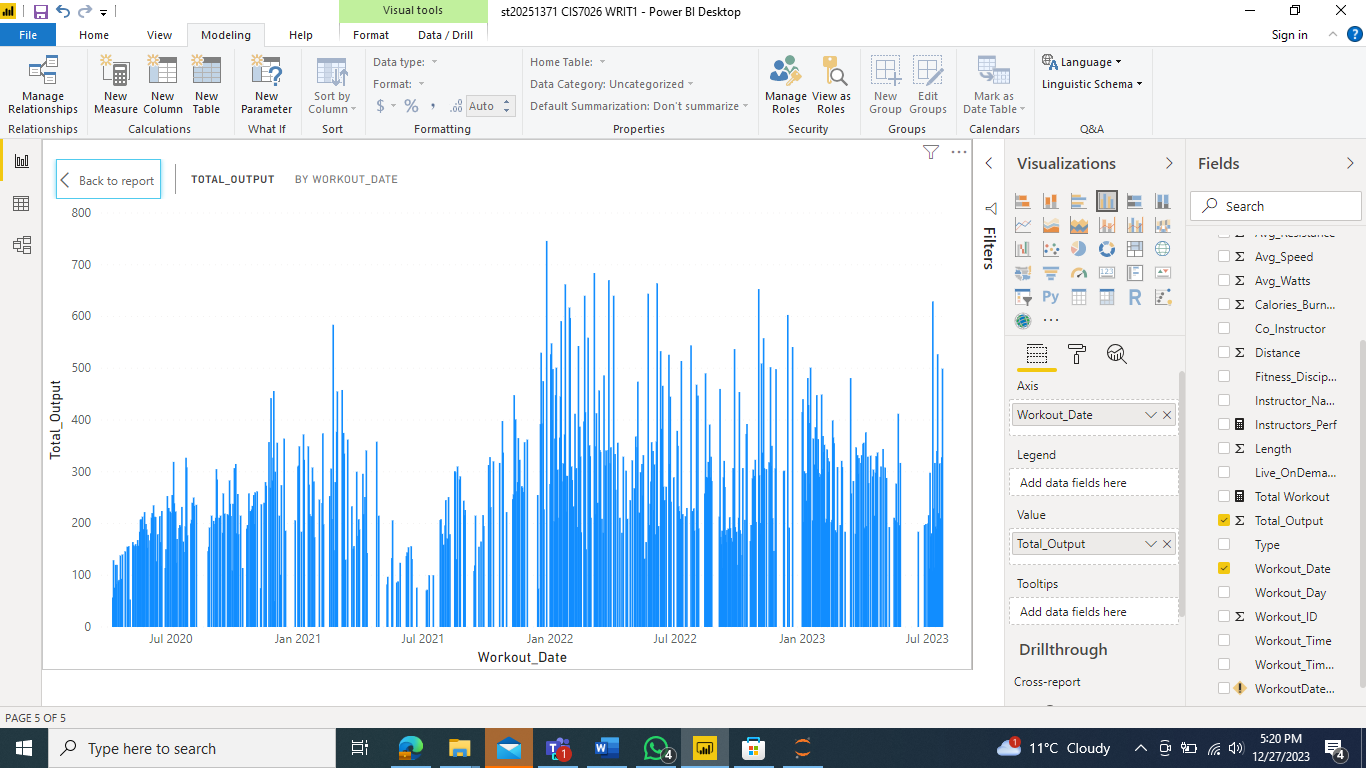 Visual tools
st20251371 CIS7026 WRIT1 - Power BI Desktop
File Home View Modeling Help Format Data / Drill Sign in
Manage Relationships
New Measure
New Column
New Table
New Parameter
Sort by Column
Data type:
Format:
$ % , .00 Auto
Home Table:
Data Category: Uncategorized
Default Summarization: Don't summarize
Manage Roles
View as Roles
New Group
Edit Groups
Mark as Date Table
Language
Linguistic Schema
Relationships Calculations What If Sort Formatting Properties Security Groups Calendars Q&A
Back to report
TOTAL_OUTPUT BY WORKOUT_DATE
Total_Output
800
700
600
500
400
300
200
100
0
Jul 2020 Jan 2021 Jul 2021 Jan 2022 Jul 2022 Jan 2023 Jul 2023
Workout_Date
Filters
Visualizations
Py R
Axis
Workout_Date
Legend
Add data fields here
Value
Total_Output
Tooltips
Add data fields here
Drillthrough
Cross-report
Fields
Search
Avg_Resistance
Avg_Speed
Avg_Watts
Calories_Burn...
Co_Instructor
Distance
Fitness_Discip...
Instructor_Na...
Instructors_Perf
Length
Live_OnDema...
Total Workout
Total_Output
Type
Workout_Date
Workout_Day
Workout_ID
Workout_Time
Workout_Tim...
WorkoutDate...
PAGE 5 OF 5
Type here to search
1
4
1
11°C Cloudy
5:20 PM
12/27/2023
4